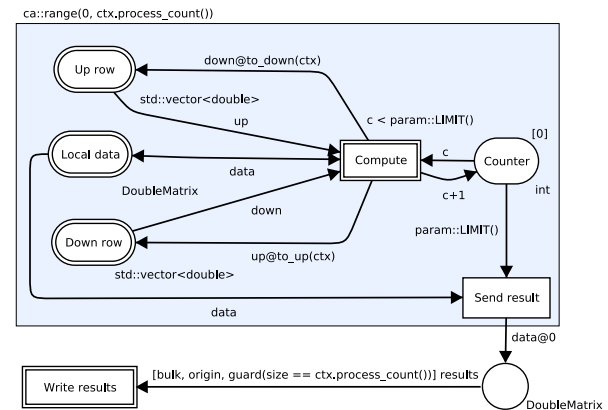 ca::range(0, ctx.process_count())
down@to_down(ctx)
Up row
std::vector<double>
c < param::LIMIT()
up
[0]
Local data
Compute
c
Counter
data
DoubleMatrix
c+1
int
down
Down row
param::LIMIT()
up@to_up(ctx)
std::vector<double>
Send result
data
data@0
[bulk, origin, guard(size == ctx.process_count())] results
Write results
DoubleMatrix